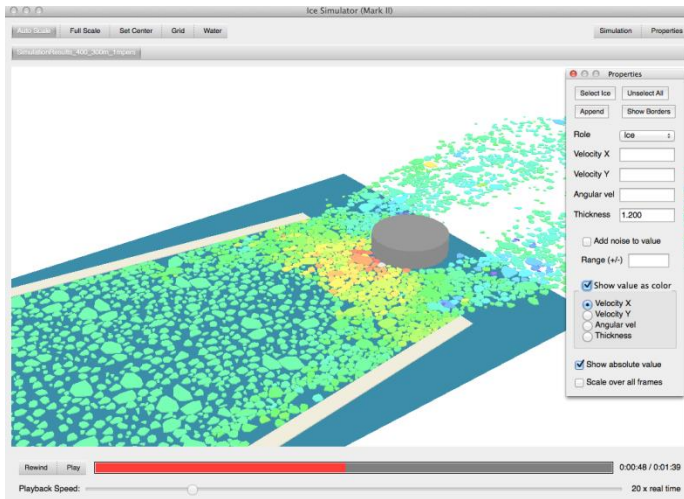 Ice Simulator (Mark II)
Auto Scale Full Scale Set Center Grid Water Simulation Properties
SimulationResults_400_300m_1mpers
Properties
Select Ice Unselect All
Append Show Borders
Role Ice
Velocity X
Velocity Y
Angular vel
Thickness 1.200
Add noise to value
Range (+/-)
Show value as color
Velocity X
Velocity Y
Angular vel
Thickness
Show absolute value
Scale over all frames
Rewind Play 0:00:48 / 0:01:39
Playback Speed: 20 x real time